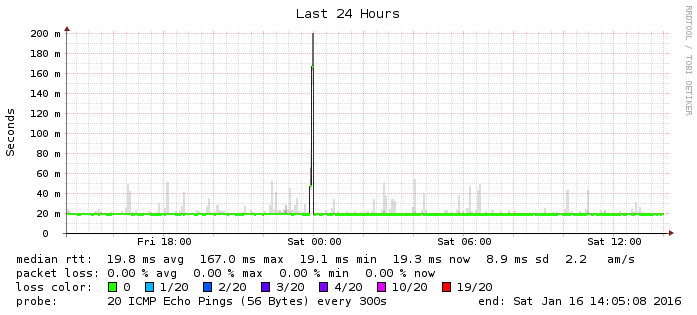 Last 24 Hours
RRDTOOL / TOBI OETIKER
Seconds
200 m
180 m
160 m
140 m
120 m
100 m
80 m
60 m
40 m
20 m
0
Fri 18:00 Sat 00:00 Sat 06:00 Sat 12:00
median rtt: 19.8 ms avg 167.0 ms max 19.1 ms min 19.3 ms now 8.9 ms sd 2.2 am/s
packet loss: 0.00 % avg 0.00 % max 0.00 % min 0.00 % now
loss color: 0 1/20 2/20 3/20 4/20 10/20 19/20
probe: 20 ICMP Echo Pings (56 Bytes) every 300s end: Sat Jan 16 14:05:08 2016